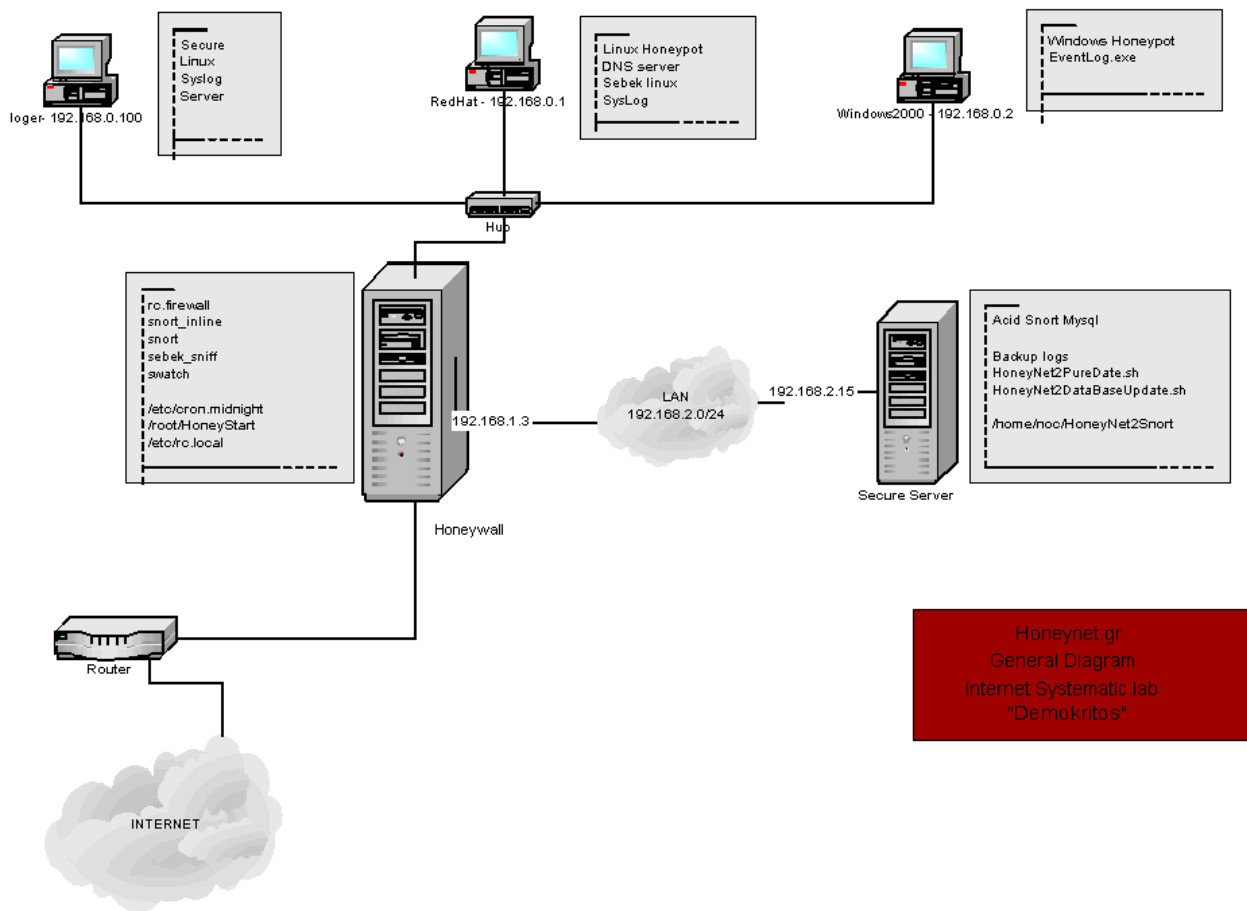 Secure
Linux
Syslog
Server
loger- 192.168.0.100
Linux Honeypot
DNS server
Sebek linux
SysLog
RedHat - 192.168.0.1
Windows Honeypot
EventLog.exe
Windows2000 - 192.168.0.2
Hub
rc.firewall
snort_inline
snort
sebek_sniff
swatch
/etc/cron.midnight
/root/HoneyStart
/etc/rc.local
192.168.1.3
Honeywall
LAN
192.168.2.0/24
192.168.2.15
Secure Server
Acid Snort Mysql
Backup logs
HoneyNet2PureDate.sh
HoneyNet2DataBaseUpdate.sh
/home/noc/HoneyNet2Snort
Router
INTERNET
Honeynet.gr
General Diagram
Internet Systematic lab
"Demokritos"